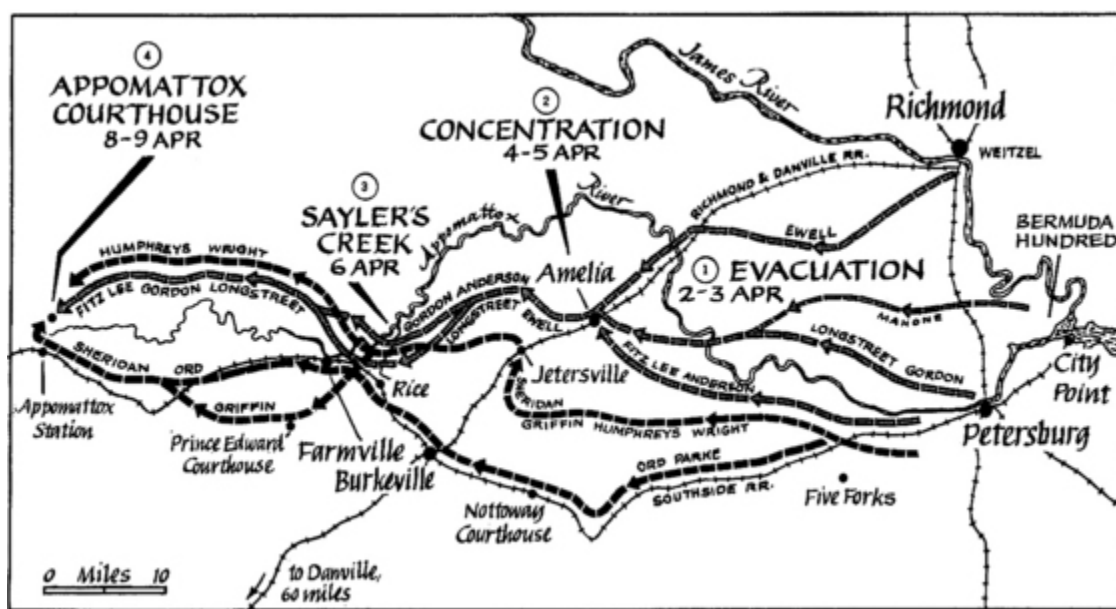 ④
APPOMATTOX
COURTHOUSE
8-9 APR
②
CONCENTRATION
4-5 APR
③
SAYLER'S
CREEK
6 APR
① EVACUATION
2-3 APR
James River
Richmond
WEITZEL
RICHMOND & DANVILLE RR.
EWELL
BERMUDA
HUNDRED
Appomattox River
Amelia
MAHONE
HUMPHREYS WRIGHT
FITZ LEE GORDON LONGSTREET
GORDON ANDERSON
LONGSTREET
EWELL
LONGSTREET
GORDON
FITZ LEE ANDERSON
City
Point
Petersburg
SHERIDAN ORD
GRIFFIN
Appomattox
Station
Prince Edward
Courthouse
Rice
Farmville
Burkeville
Jetersville
SHERIDAN
GRIFFIN HUMPHREYS WRIGHT
ORD PARKE
SOUTHSIDE RR.
Five Forks
Nottoway
Courthouse
0 Miles 10
to Danville,
60 miles